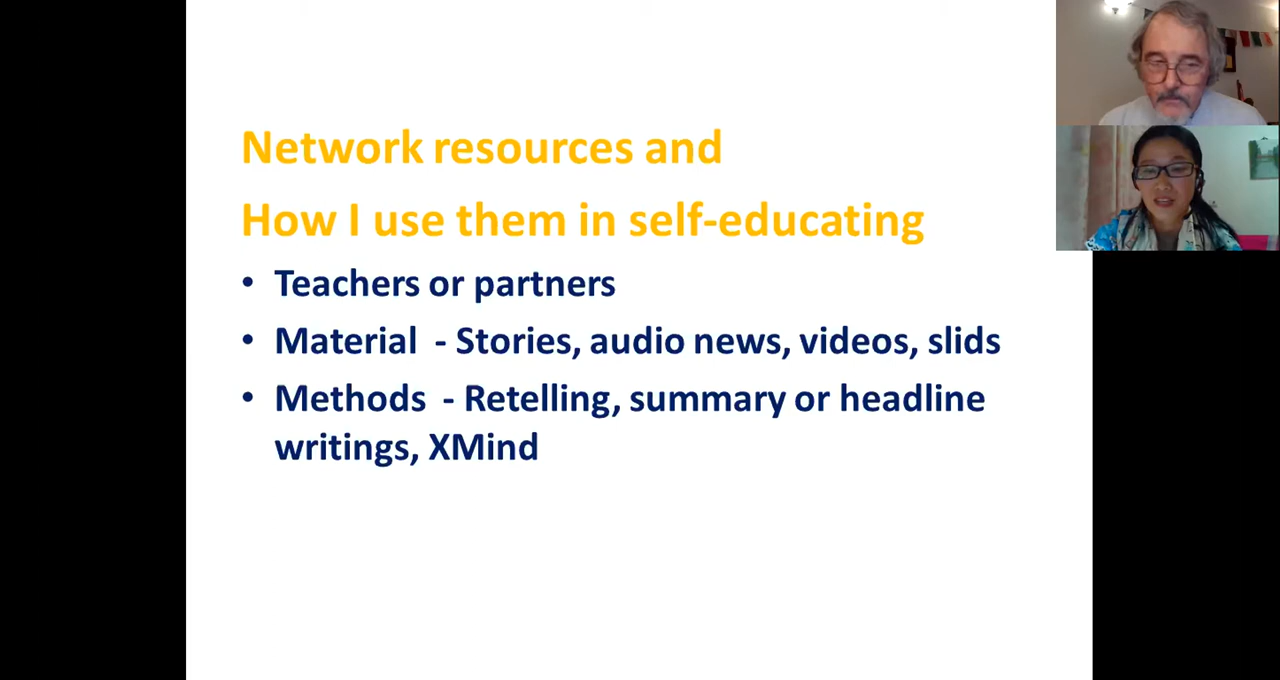 Network resources and
How I use them in self-educating
• Teachers or partners
• Material - Stories, audio news, videos, slids
• Methods - Retelling, summary or headline
writings, XMind